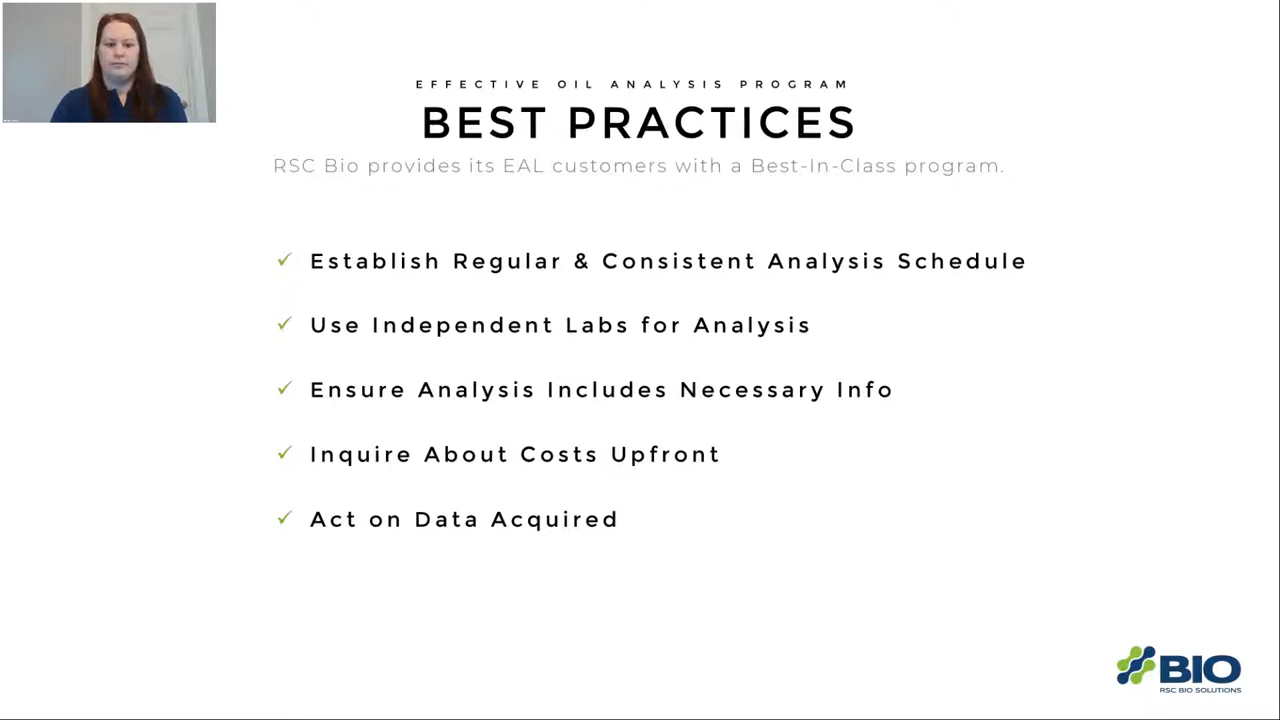 EFFECTIVE OIL ANALYSIS PROGRAM
BEST PRACTICES
RSC Bio provides its EAL customers with a Best-In-Class program.
Establish Regular & Consistent Analysis Schedule
Use Independent Labs for Analysis
Ensure Analysis Includes Necessary Info
Inquire About Costs Upfront
Act on Data Acquired
BIO
RSC BIO SOLUTIONS